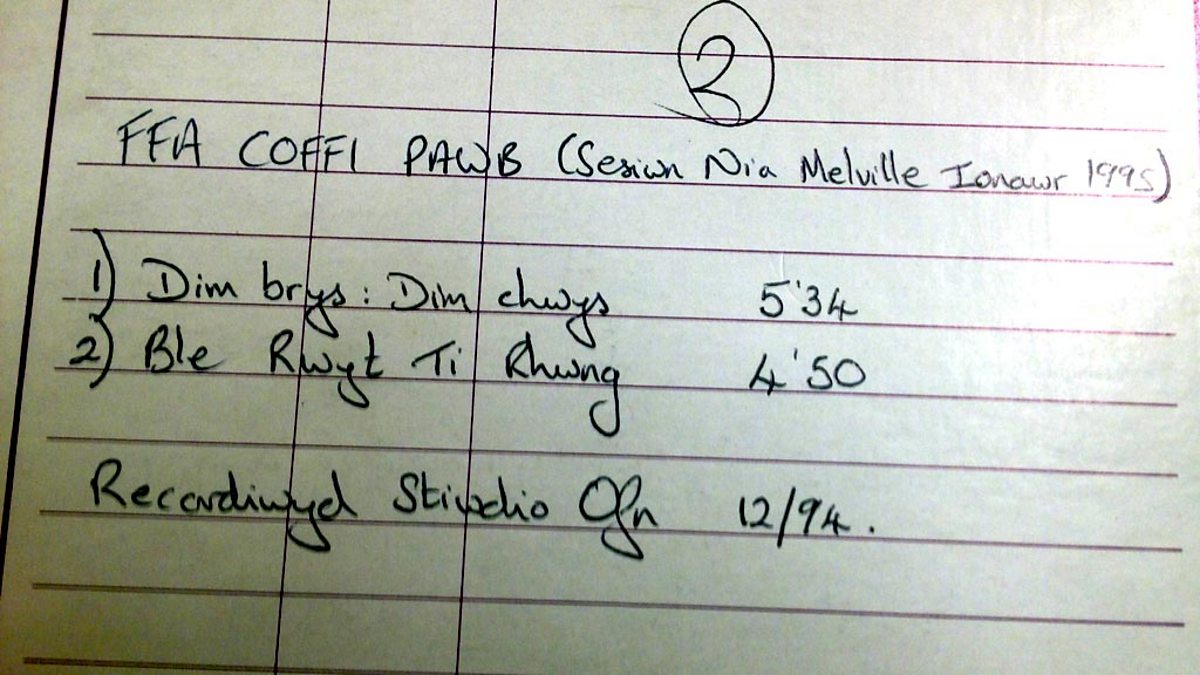 2
FFA COFFI PAWB (Sesiwn Nia Melville Ionawr 1995)
1) Dim brys: Dim chwys 5'34
2) Ble Rwyt Ti Rhwng 4'50
Recordiwyd Stiwdio Ofn 12/94.